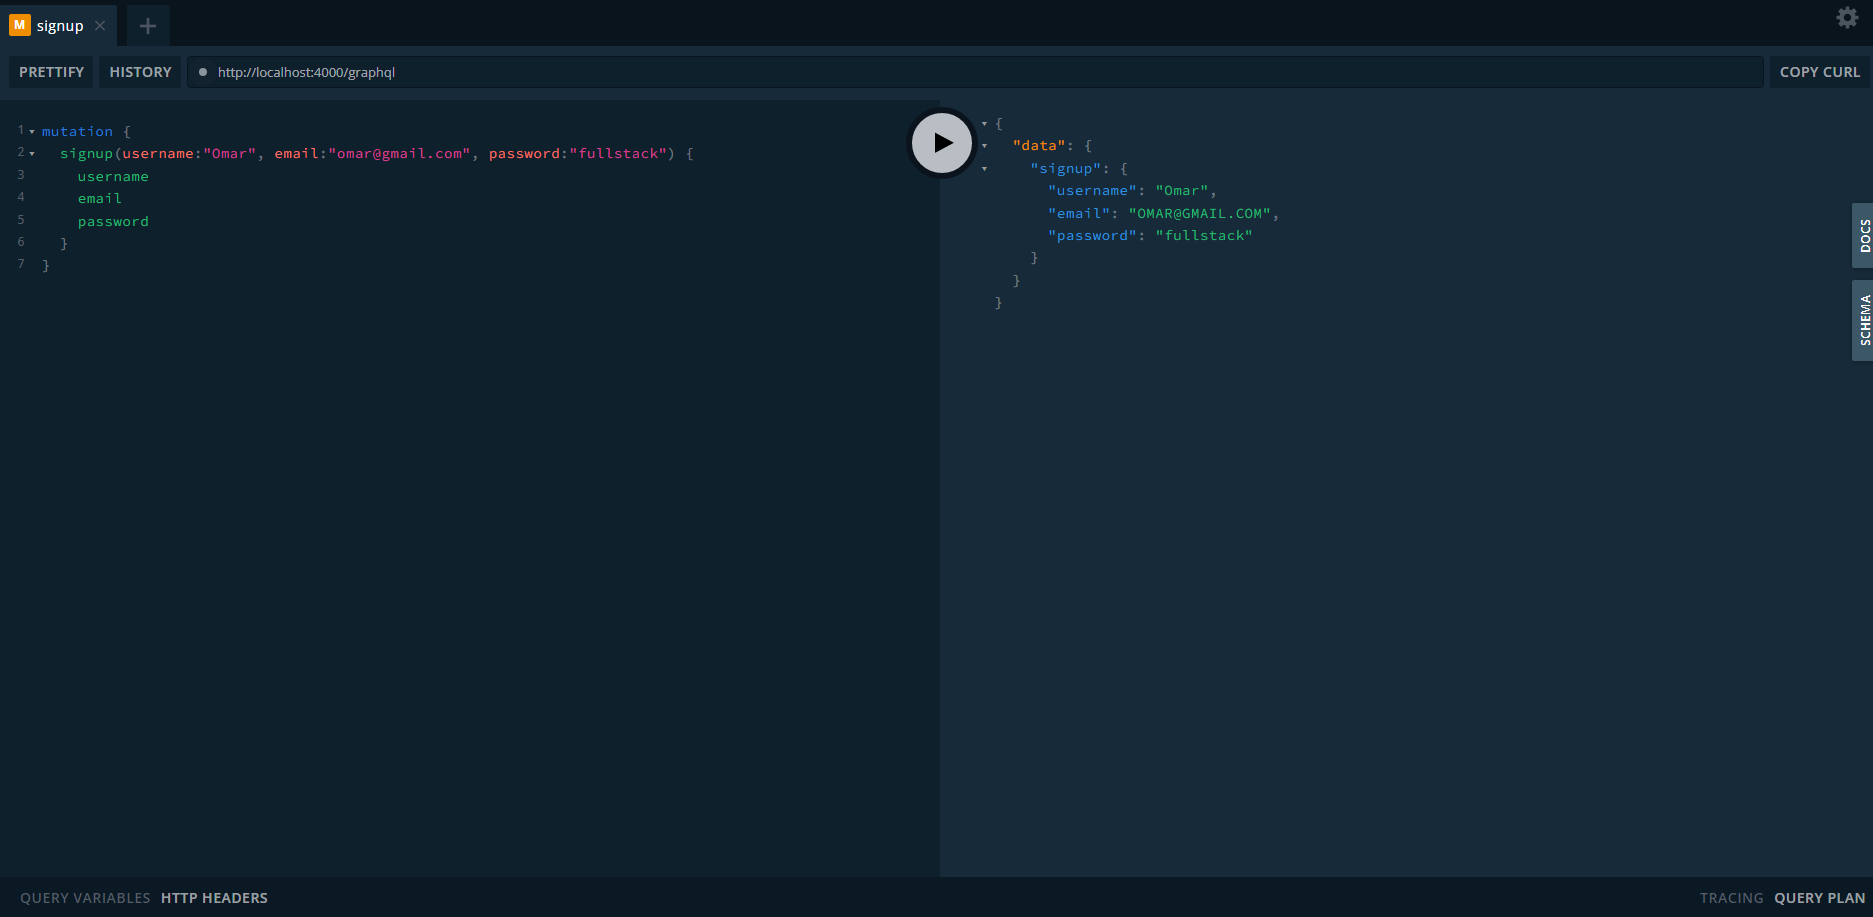 M signup
PRETTIFY HISTORY http://localhost:4000/graphql COPY CURL
1 mutation {
2 signup(username:"Omar", email:"omar@gmail.com", password:"fullstack") {
3 username
4 email
5 password
6 }
7 }
{
"data": {
"signup": {
"username": "Omar",
"email": "OMAR@GMAIL.COM",
"password": "fullstack"
}
}
}
DOCS
SCHEMA
QUERY VARIABLES HTTP HEADERS
TRACING QUERY PLAN